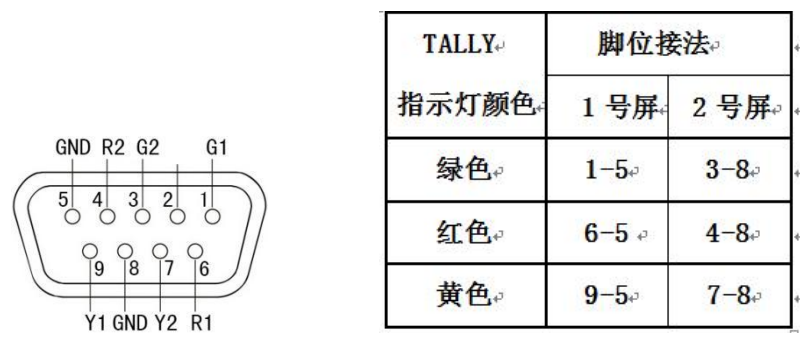 GND R2 G2 G1
5 4 3 2 1
9 8 7 6
Y1 GND Y2 R1
TALLY 脚位接法
指示灯颜色 1 号屏 2 号屏
绿色 1-5 3-8
红色 6-5 4-8
黄色 9-5 7-8